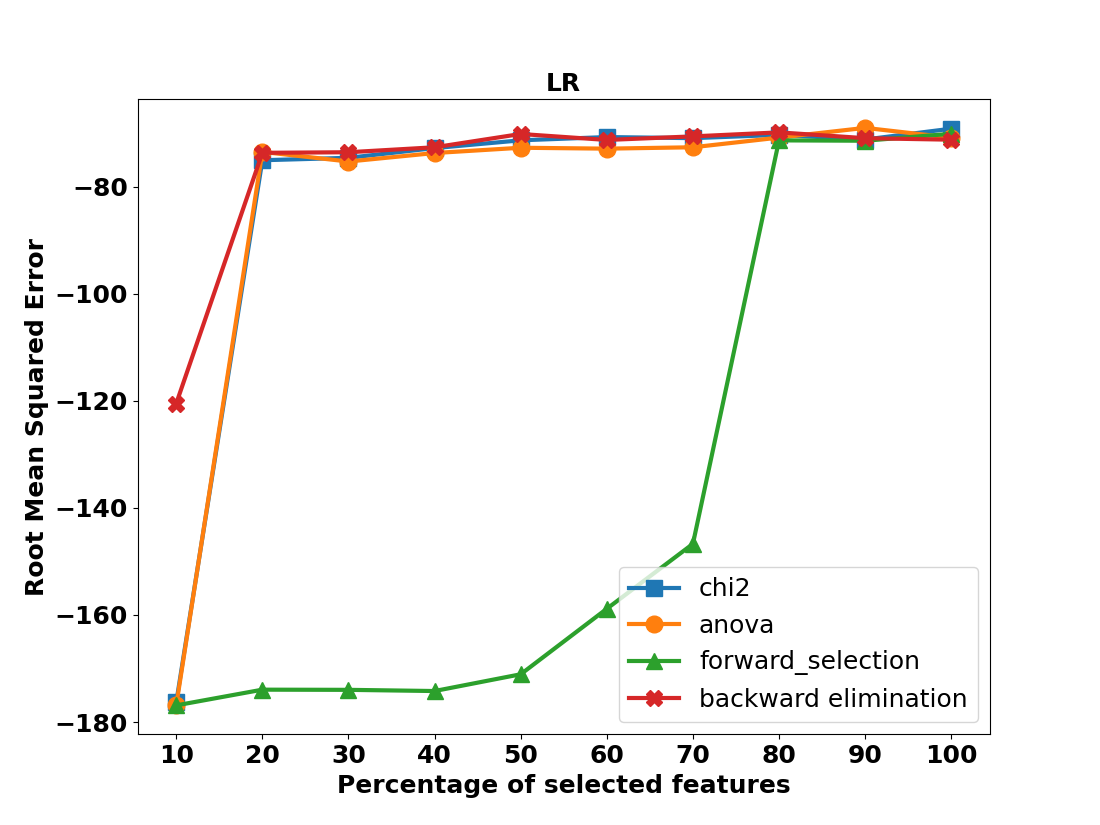 LR
Root Mean Squared Error
−80
−100
−120
−140
−160
−180
chi2
anova
forward_selection
backward elimination
10 20 30 40 50 60 70 80 90 100
Percentage of selected features